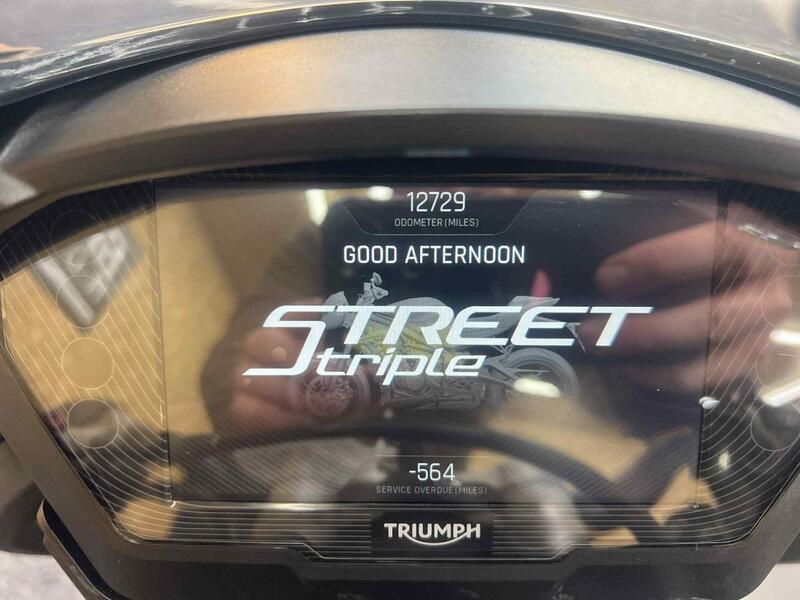 12729
ODOMETER (MILES)
GOOD AFTERNOON
STREET
triple
-564
SERVICE OVERDUE (MILES)
TRIUMPH